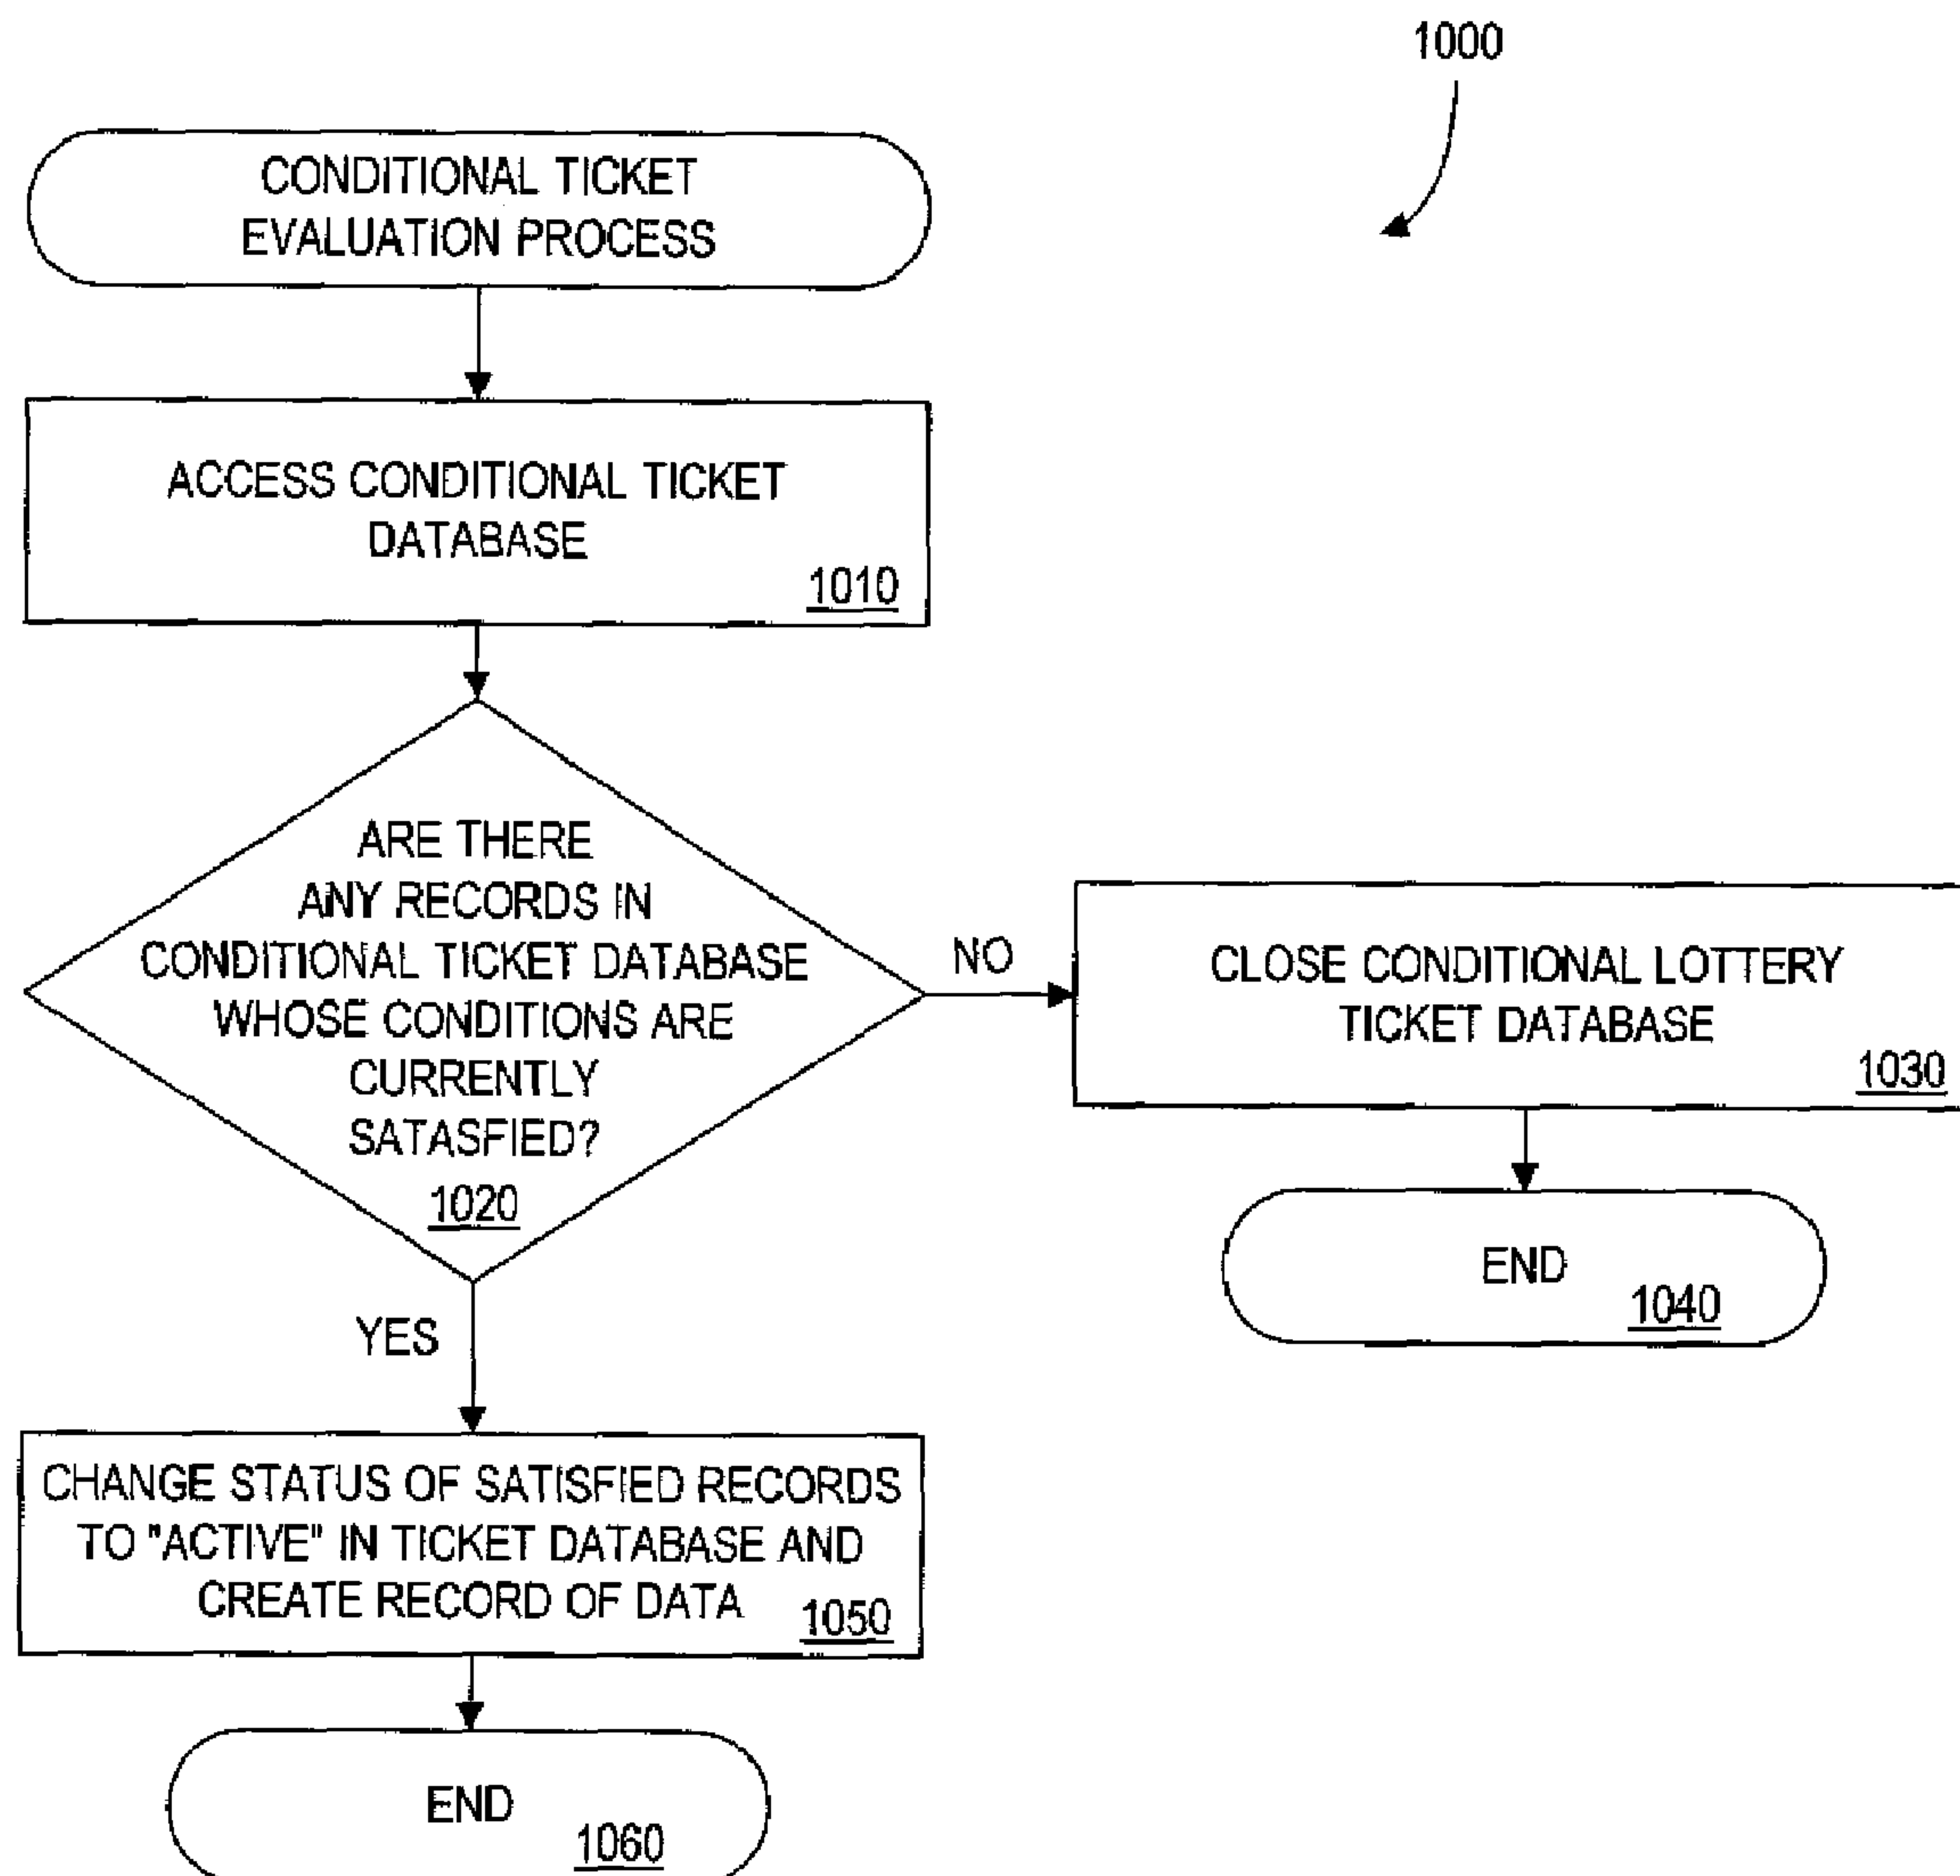 1000
CONDITIONAL TICKET
EVALUATION PROCESS
ACCESS CONDITIONAL TICKET
DATABASE
1010
ARE THERE
ANY RECORDS IN
CONDITIONAL TICKET DATABASE
WHOSE CONDITIONS ARE
CURRENTLY
SATASFIED?
1020
NO
CLOSE CONDITIONAL LOTTERY
TICKET DATABASE
1030
END
1040
YES
CHANGE STATUS OF SATISFIED RECORDS
TO "ACTIVE" IN TICKET DATABASE AND
CREATE RECORD OF DATA
1050
END
1060